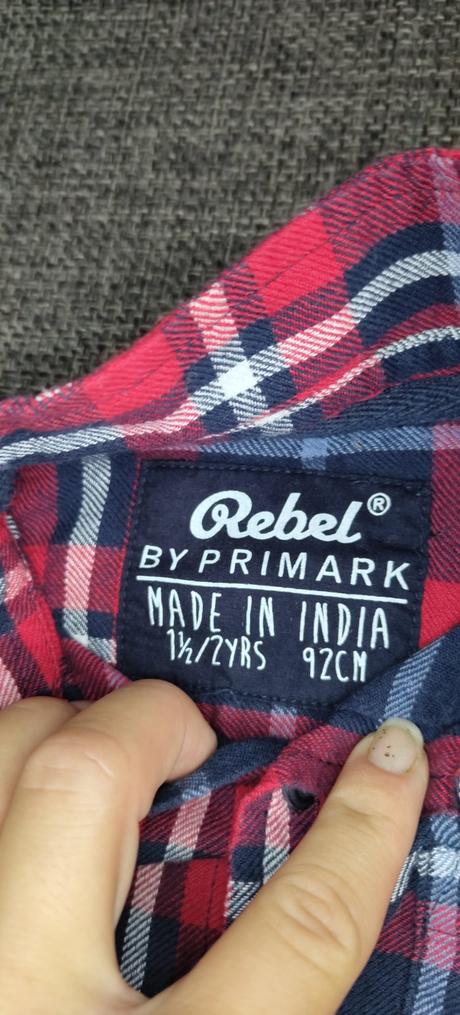 Rebel®
BY PRIMARK
MADE IN INDIA
1½/2YRS 92CM